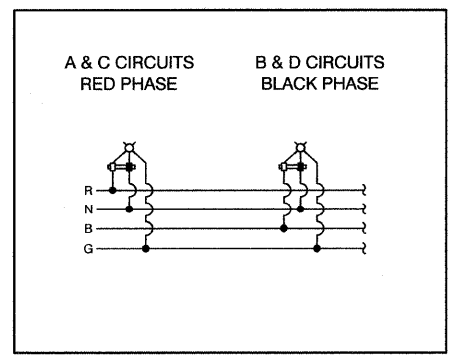 A & C CIRCUITS
RED PHASE
B & D CIRCUITS
BLACK PHASE
R
N
B
G